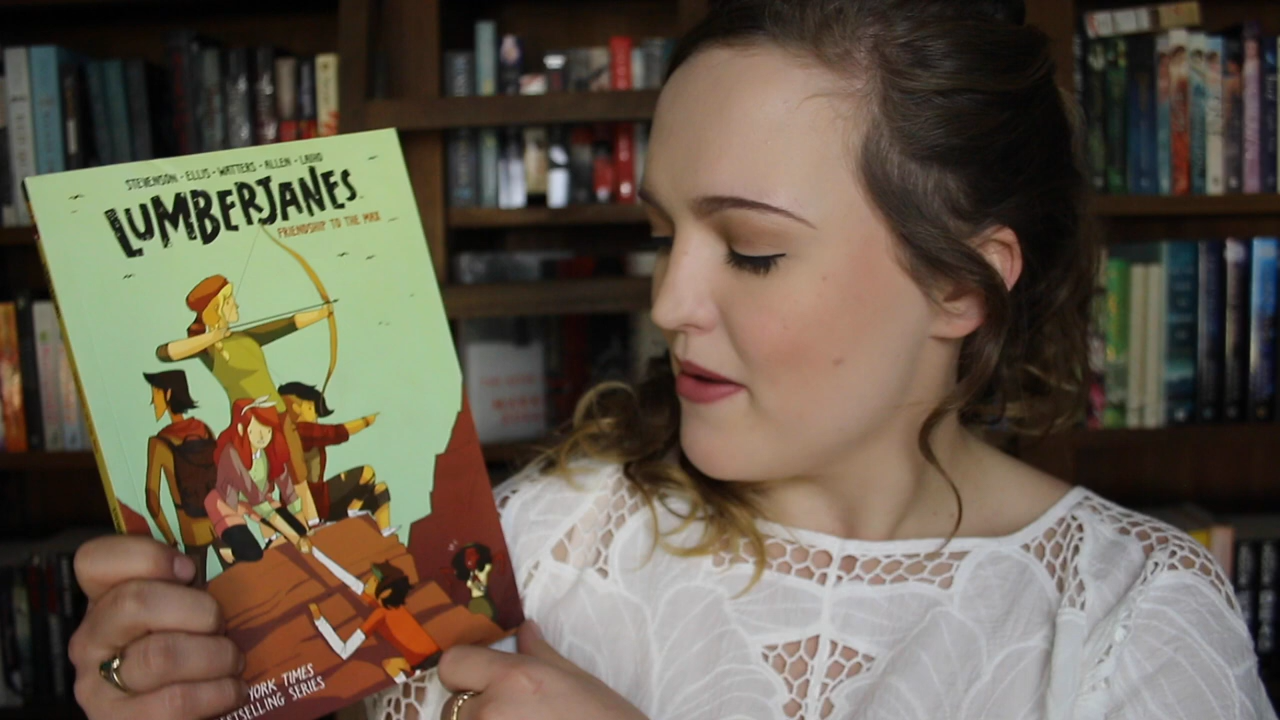 STEVENSON · ELLIS · WATTERS · ALLEN · LAIHO
LUMBERJANES
FRIENDSHIP TO THE MAX
YORK TIMES
BESTSELLING SERIES